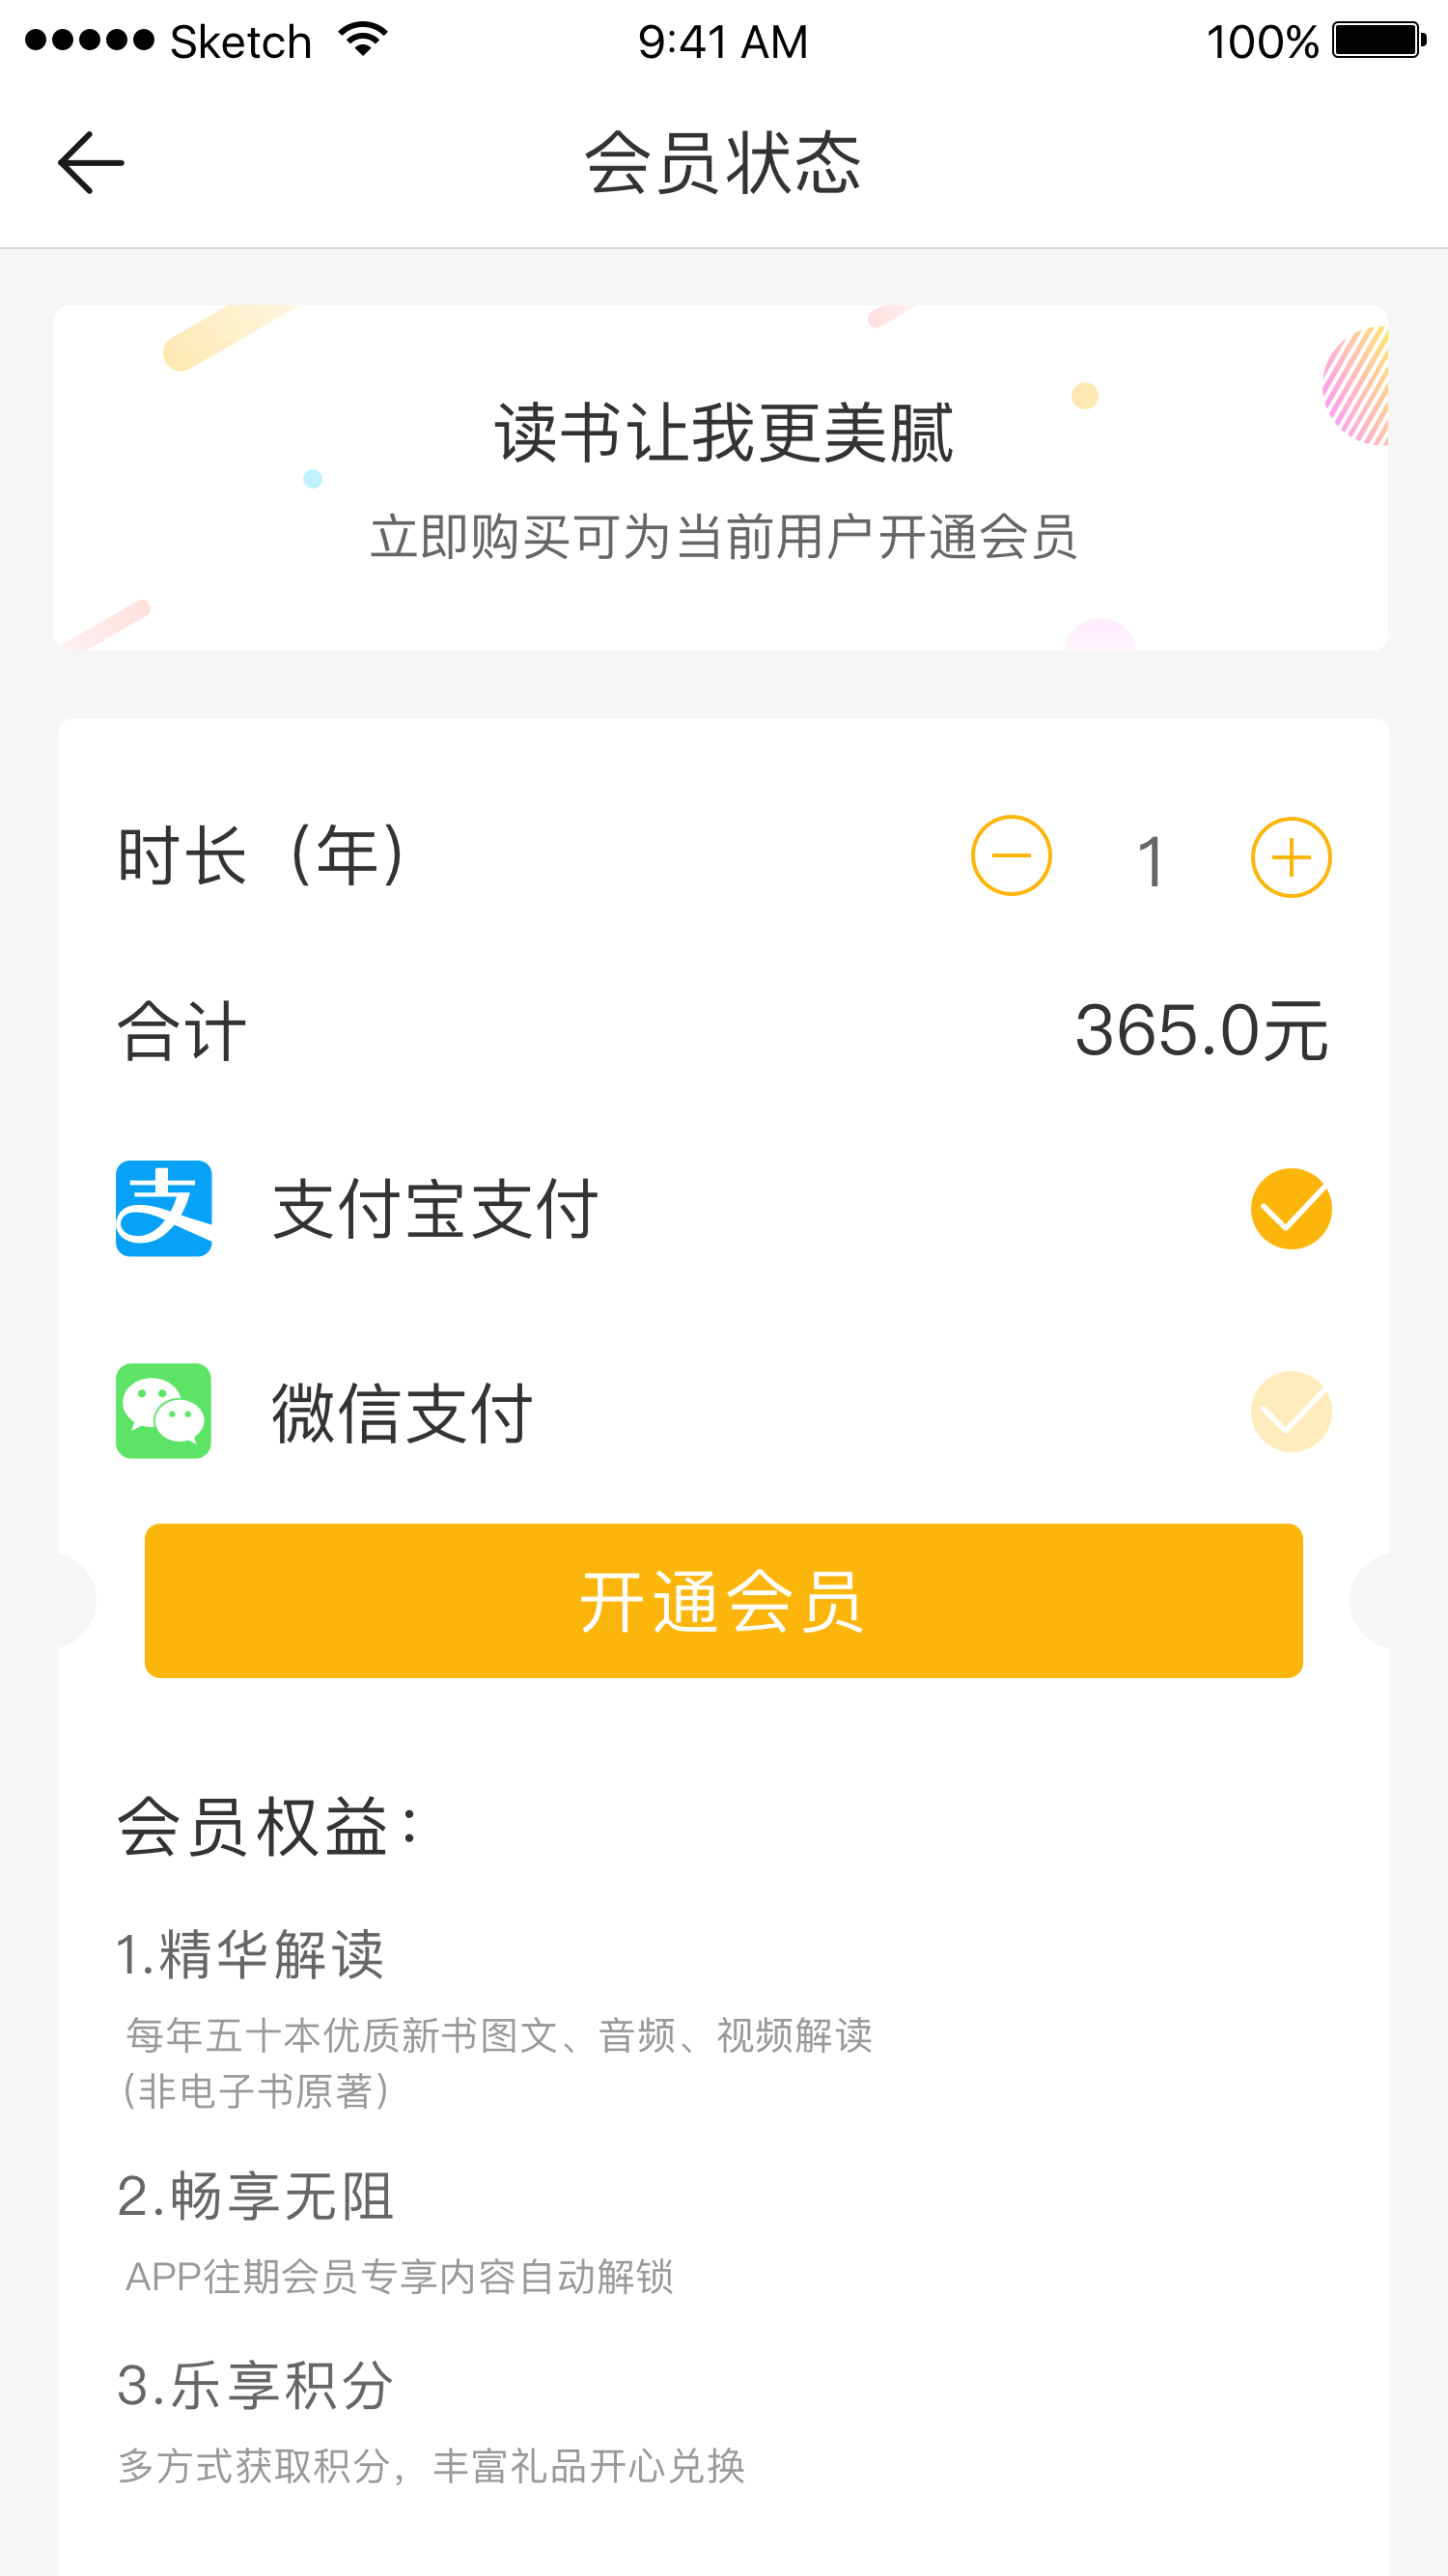 Sketch 9:41 AM 100%
会员状态
读书让我更美腻
立即购买可为当前用户开通会员
时长（年） 1
合计 365.0元
支付宝支付
微信支付
开通会员
会员权益：
1.精华解读
每年五十本优质新书图文、音频、视频解读
(非电子书原著)
2.畅享无阻
APP往期会员专享内容自动解锁
3.乐享积分
多方式获取积分，丰富礼品开心兑换